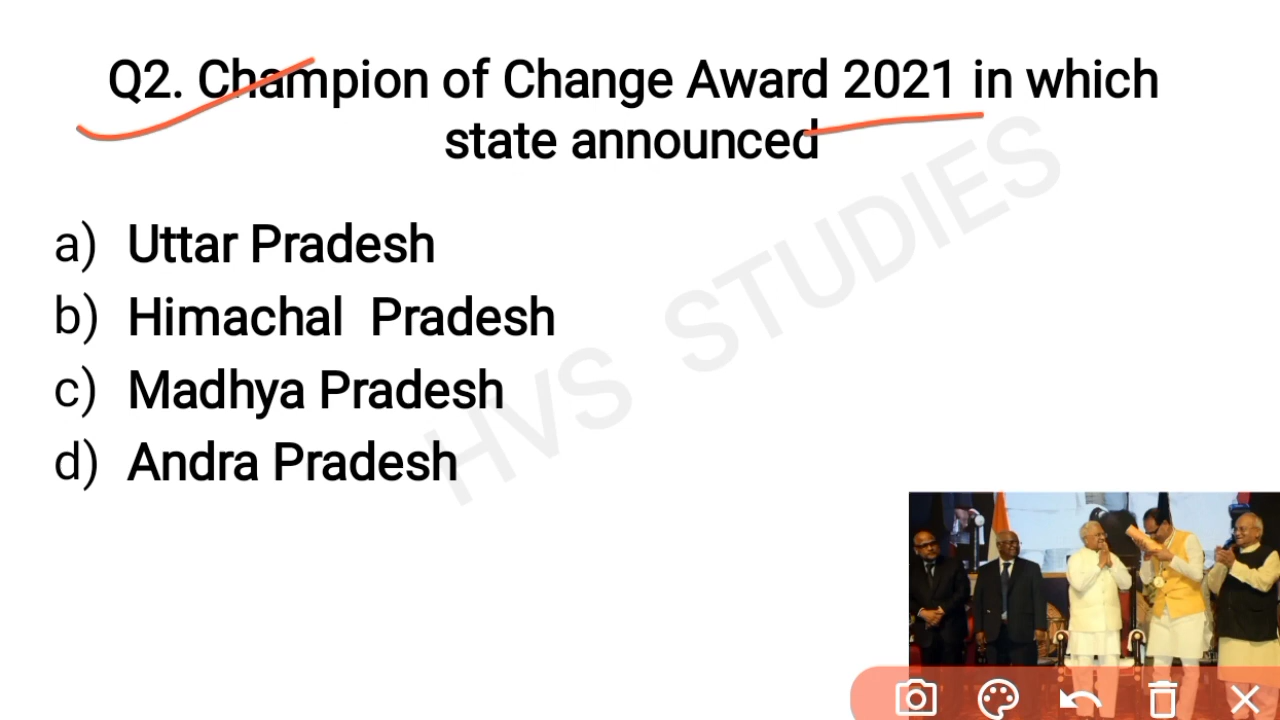 Q2. Champion of Change Award 2021 in which
state announced
a) Uttar Pradesh
b) Himachal Pradesh
c) Madhya Pradesh
d) Andra Pradesh
HVS STUDIES